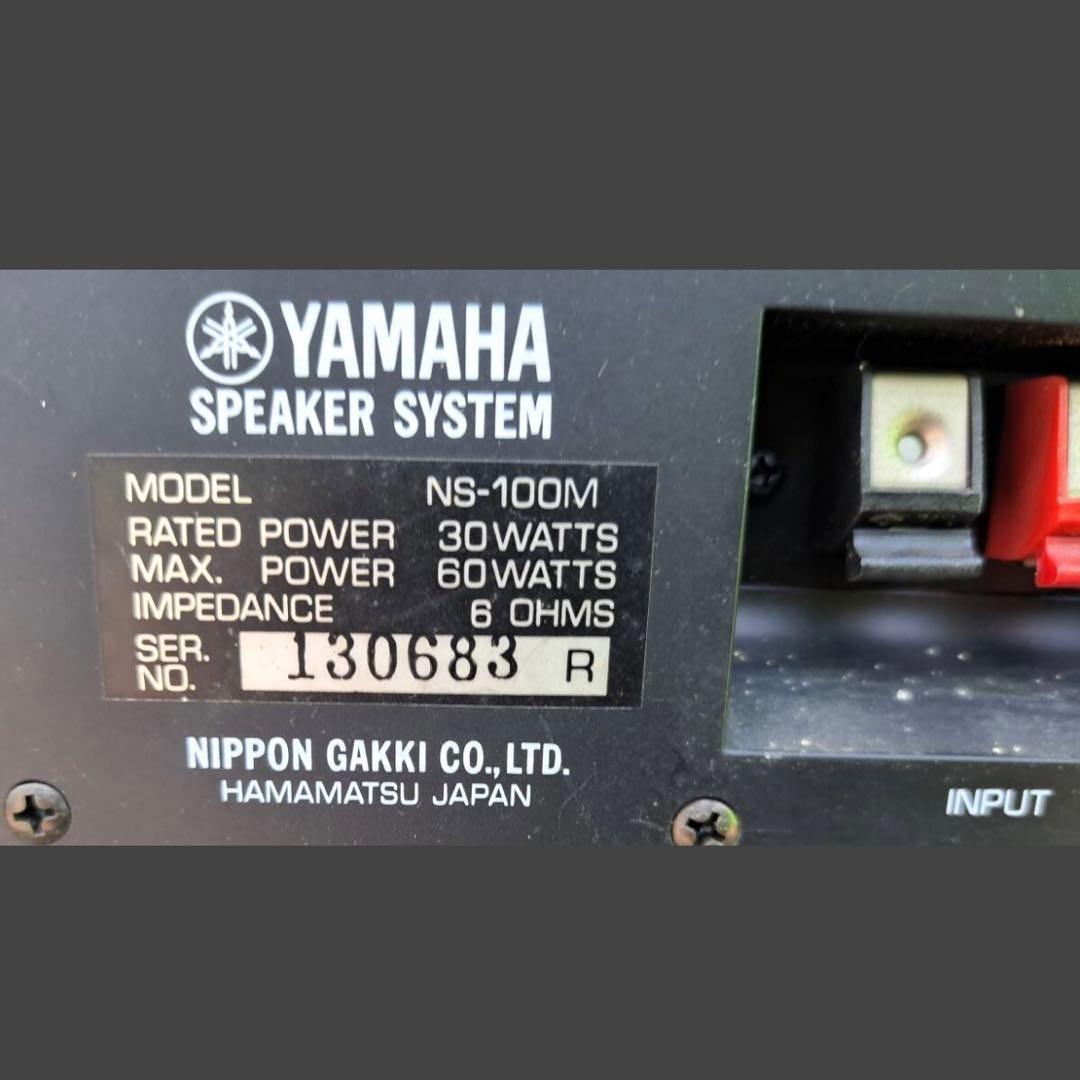 YAMAHA
SPEAKER SYSTEM
MODEL NS-100M
RATED POWER 30WATTS
MAX. POWER 60WATTS
IMPEDANCE 6 OHMS
SER. NO. 130683 R
NIPPON GAKKI CO.,LTD.
HAMAMATSU JAPAN
INPUT